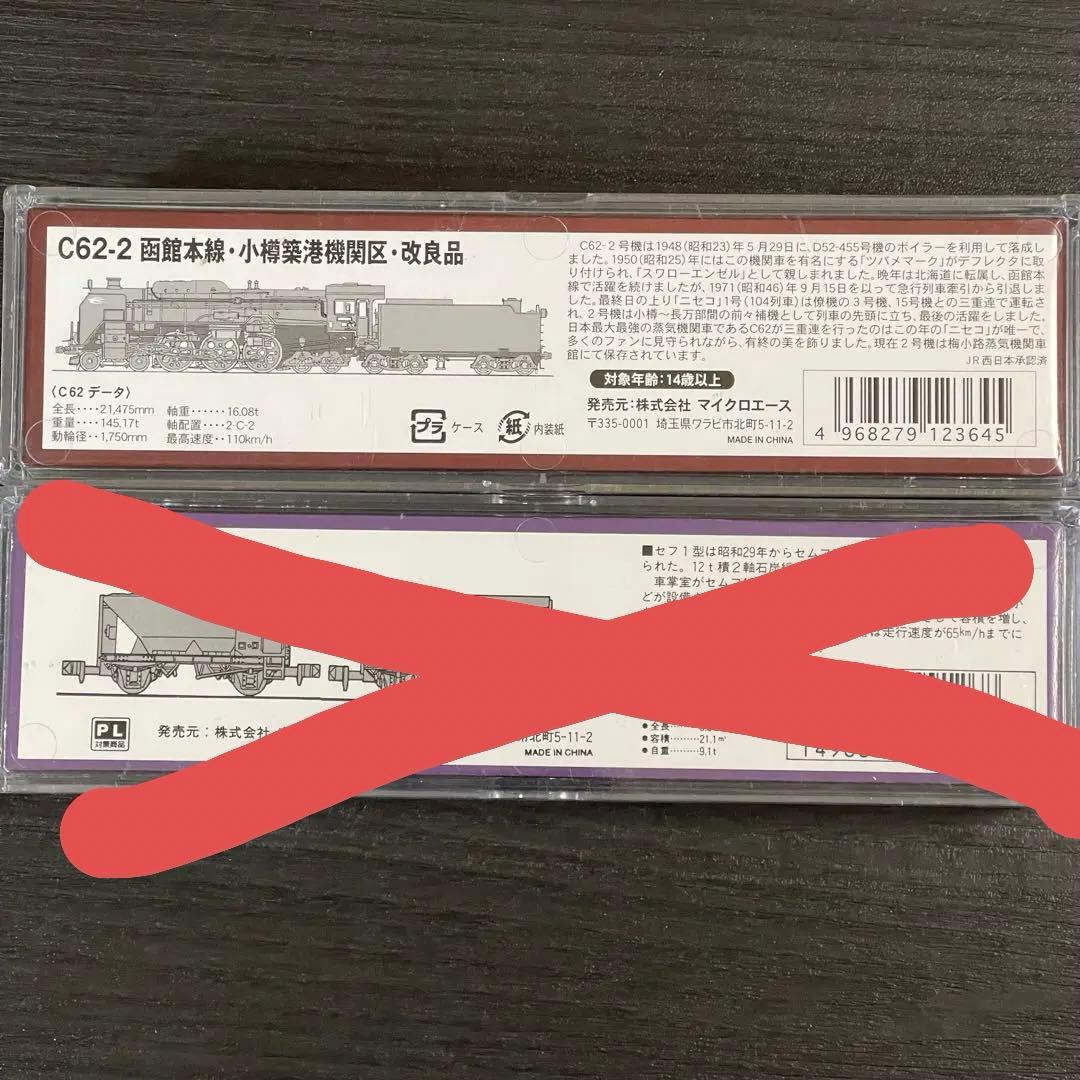 C62-2 函館本線・小樽築港機関区・改良品
C62-2号機は1948(昭和23)年5月29日に、D52-455号機のボイラーを利用して落成し
ました。1950(昭和25)年にはこの機関車を有名にする「ツバメマーク」がデフレクタに取
り付けられ、「スワローエンゼル」として親しまれました。晩年は北海道に転属し、函館本
線で活躍を続けましたが、1971(昭和46)年9月15日を以って急行列車牽引から引退し
ました。最終日の上り「ニセコ」1号(104列車)は僚機の3号機、15号機との三重連で運転さ
れ、2号機は小樽〜長万部間の前々補機として列車の先頭に立ち、最後の活躍をしました。
日本最大最強の蒸気機関車であるC62が三重連を行ったのはこの年の「ニセコ」が唯一で、
多くのファンに見守られながら、有終の美を飾りました。現在2号機は梅小路蒸気機関車
館にて保存されています。
JR西日本承認済
〈C62 データ〉
全長････21,475mm 軸重･･････16.08t
重量････145.17t 軸配置････2-C-2
動輪径･･1,750mm 最高速度･･110km/h
プラ ケース 紙 内装紙
対象年齢:14歳以上
発売元:株式会社 マイクロエース
〒335-0001 埼玉県ワラビ市北町5-11-2
MADE IN CHINA
4 968279 123645
■セフ1型は昭和29年からセムフ
られた。12t積2軸石炭
車掌室がセムフ
どが設備
容積を増し、
は走行速度が65km/hまでに
PL
対象商品
発売元:株式会社
北町5-11-2
MADE IN CHINA
●全長
●容積･････････21.1m³
●自重･････････9.1t